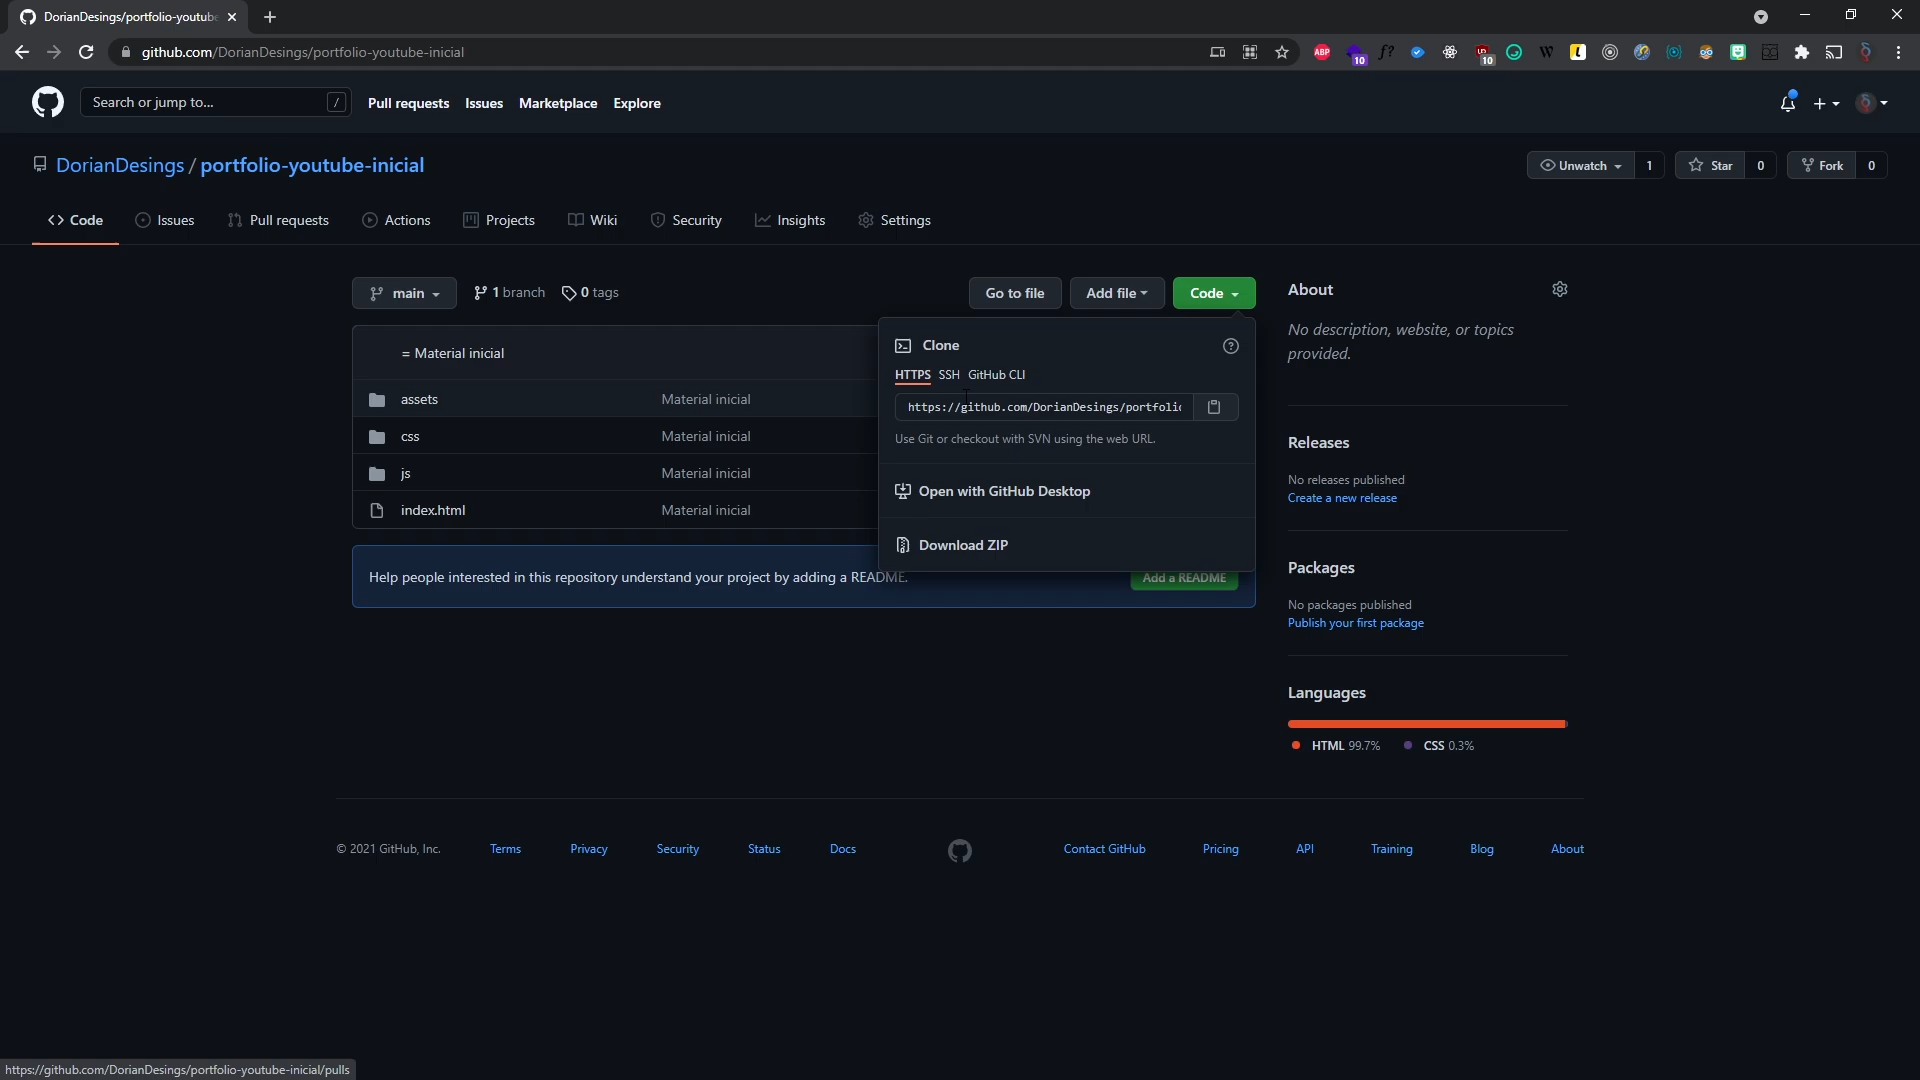 DorianDesings/portfolio-youtube
github.com/DorianDesings/portfolio-youtube-inicial
ABP 10 f? 10 W
Search or jump to... /
Pull requests Issues Marketplace Explore
DorianDesings / portfolio-youtube-inicial
Unwatch 1 Star 0 Fork 0
Code Issues Pull requests Actions Projects Wiki Security Insights Settings
main 1 branch 0 tags
Go to file Add file Code
= Material inicial
assets Material inicial
css Material inicial
js Material inicial
index.html Material inicial
Clone
HTTPS SSH GitHub CLI
https://github.com/DorianDesings/portfolio
Use Git or checkout with SVN using the web URL.
Open with GitHub Desktop
Download ZIP
Help people interested in this repository understand your project by adding a README.
Add a README
About
No description, website, or topics
provided.
Releases
No releases published
Create a new release
Packages
No packages published
Publish your first package
Languages
HTML 99.7% CSS 0.3%
© 2021 GitHub, Inc. Terms Privacy Security Status Docs Contact GitHub Pricing API Training Blog About
https://github.com/DorianDesings/portfolio-youtube-inicial/pulls